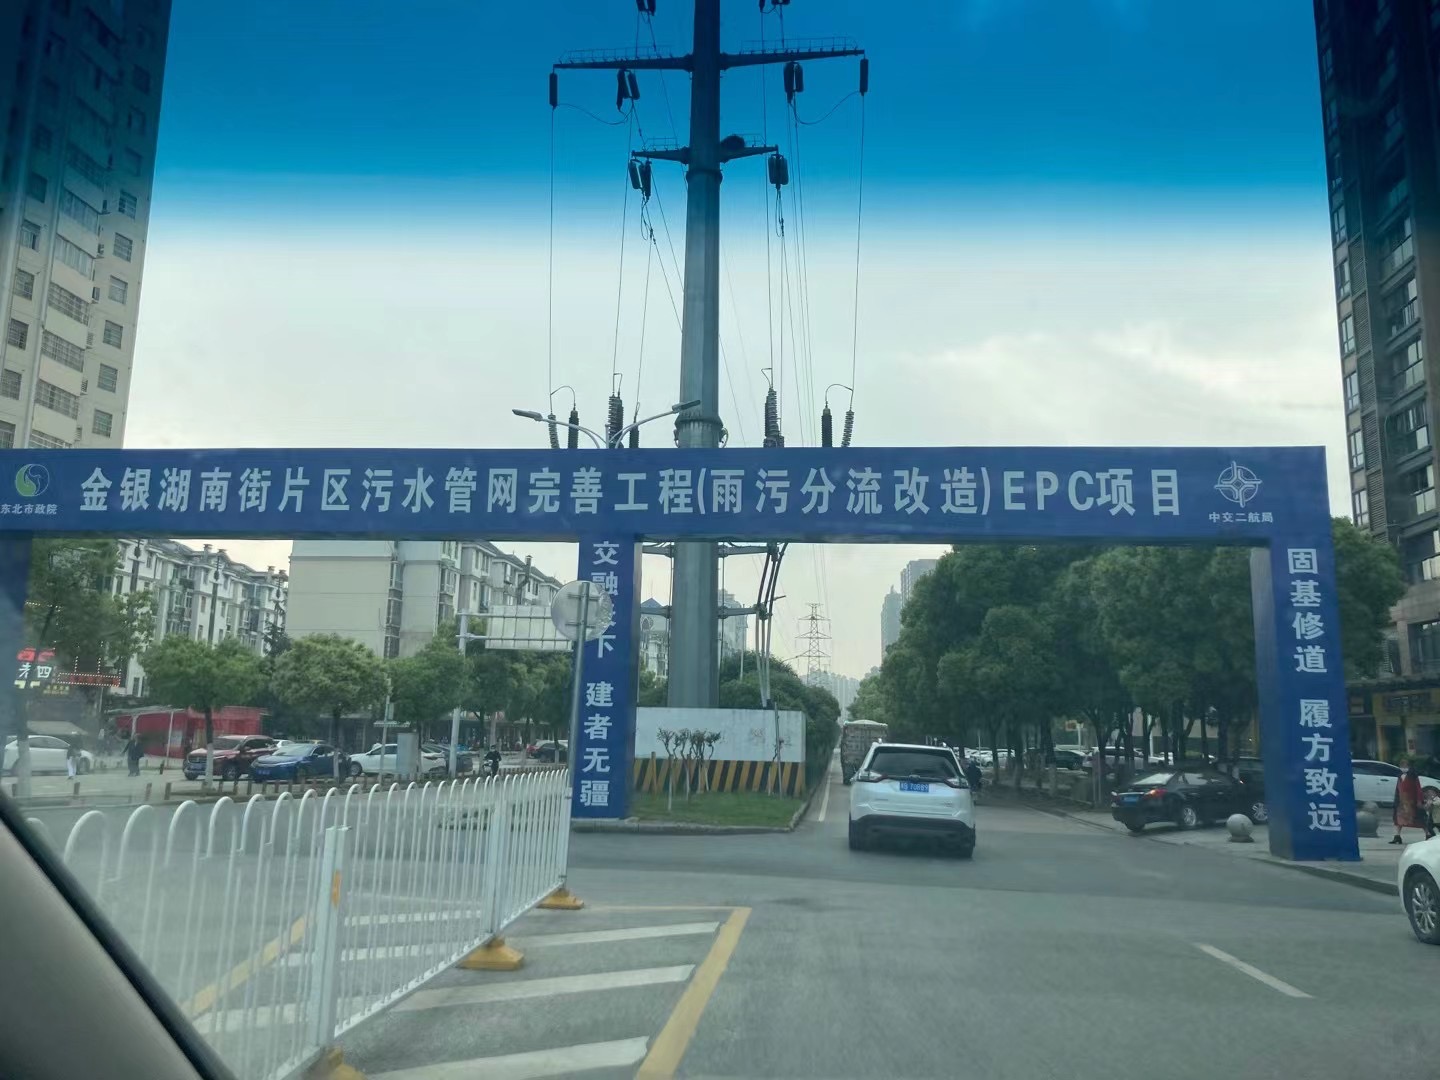 金银湖南街片区污水管网完善工程(雨污分流改造)EPC项目
东北市政院
中交二航局
交融天下 建者无疆
固基修道 履方致远